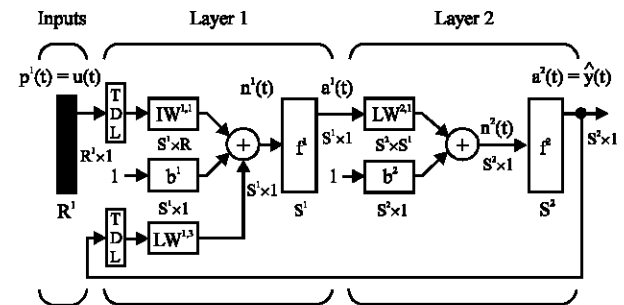 Inputs Layer 1 Layer 2
p¹(t) = u(t) n¹(t) a¹(t) a²(t) = ŷ(t)
TDL IW¹,¹ LW²,¹ n²(t)
R¹×1 S¹×R + f¹ S¹×1 S²×S¹ + S²×1 f² S²×1
1 b¹ S¹×1 1 b²
R¹ S¹×1 S¹ S²×1 S²
TDL LW¹,³